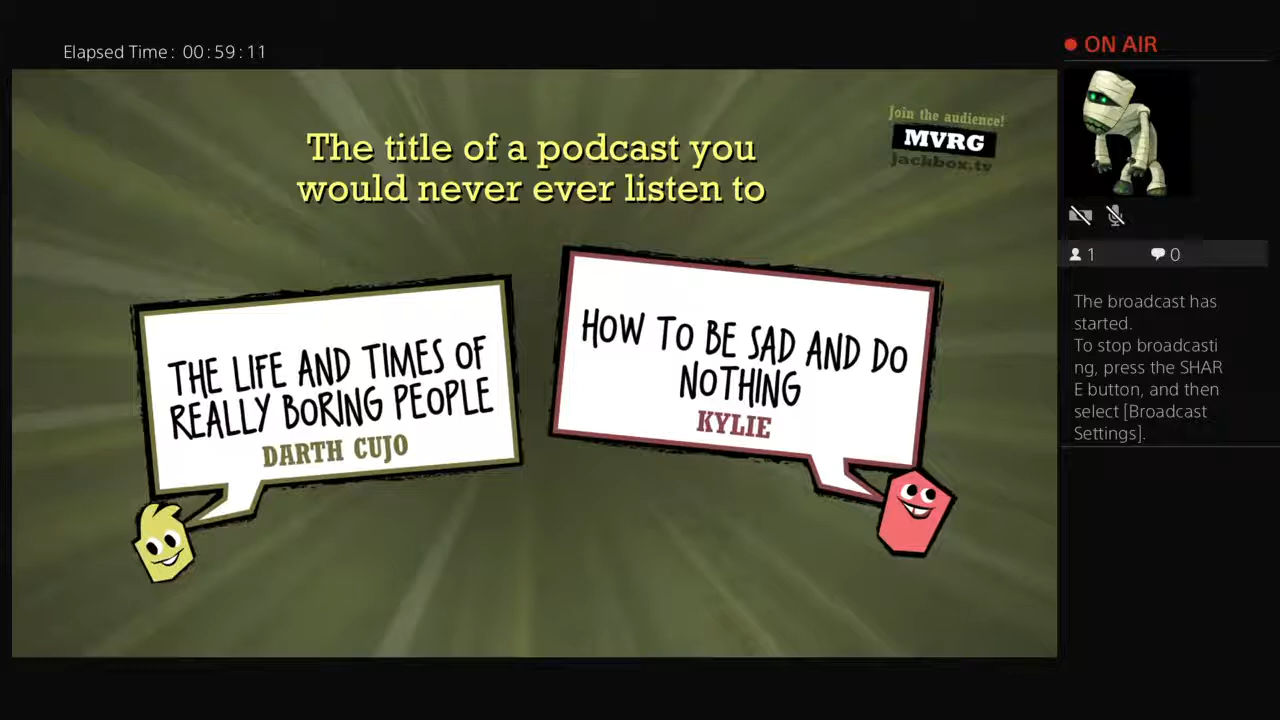 Elapsed Time: 00:59:11
ON AIR
The title of a podcast you
would never ever listen to
Join the audience!
MVRG
jackbox.tv
THE LIFE AND TIMES OF
REALLY BORING PEOPLE
DARTH CUJO
HOW TO BE SAD AND DO
NOTHING
KYLIE
1
0
The broadcast has
started.
To stop broadcasti
ng, press the SHAR
E button, and then
select [Broadcast
Settings].